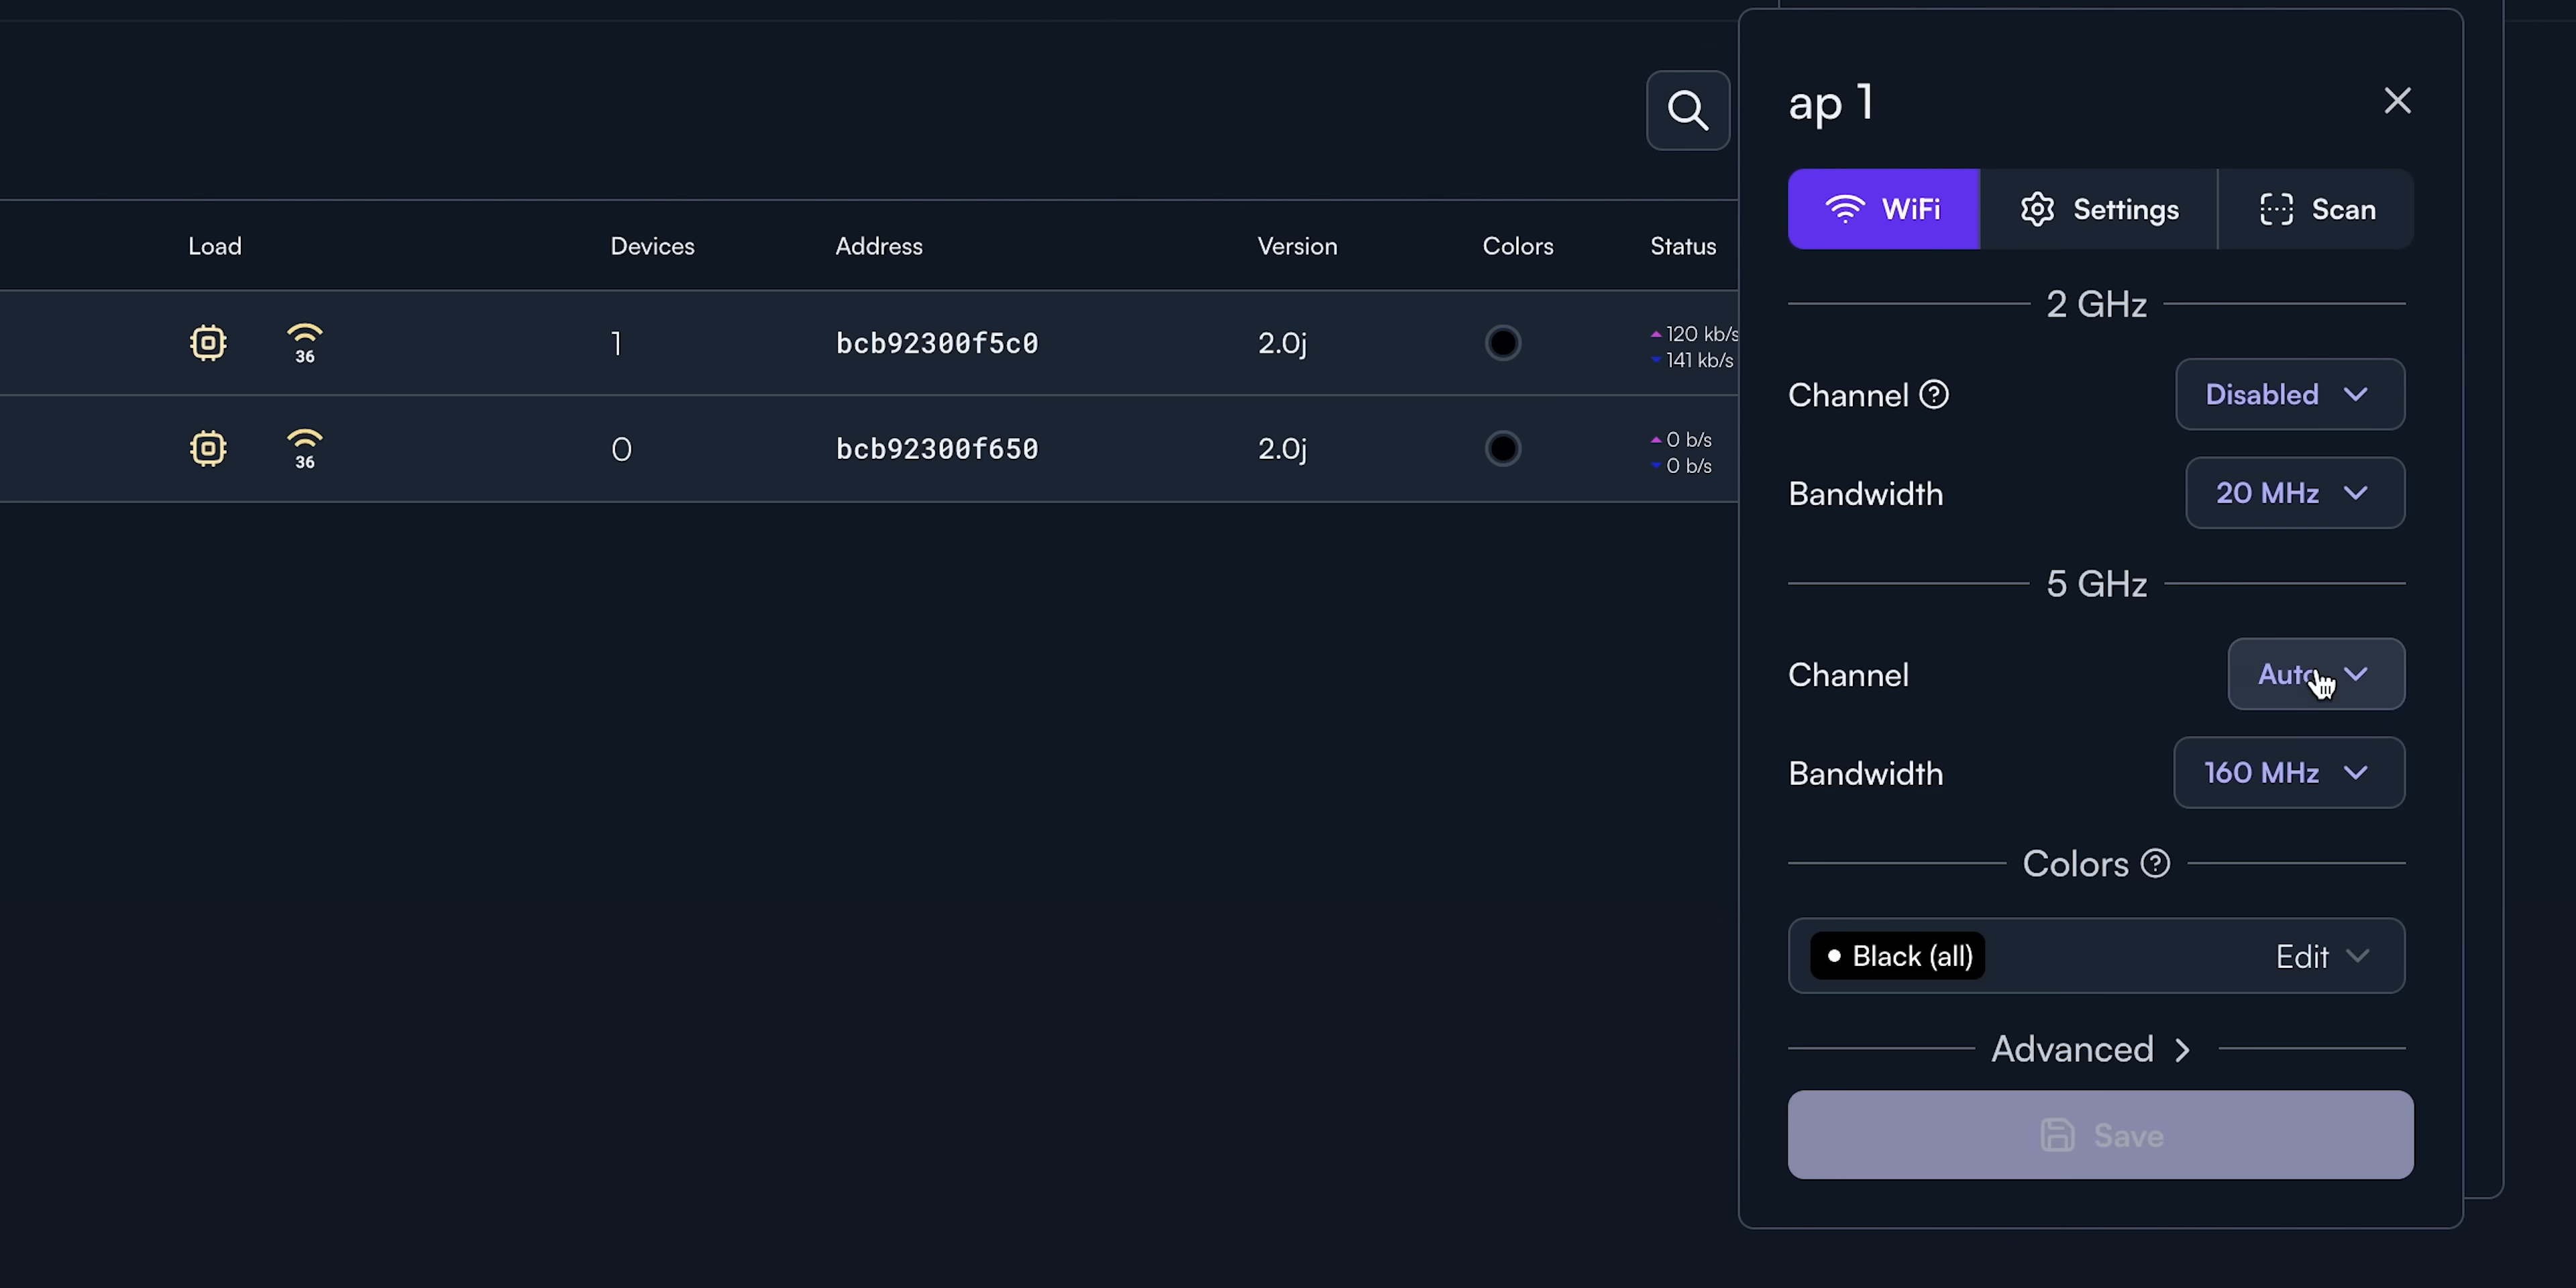 ap 1
WiFi
Settings
Scan
Load
Devices
Address
Version
Colors
Status
36
1
bcb92300f5c0
2.0j
120 kb/s
141 kb/s
36
0
bcb92300f650
2.0j
0 b/s
0 b/s
2 GHz
Channel
Disabled
Bandwidth
20 MHz
5 GHz
Channel
Auto
Bandwidth
160 MHz
Colors
Black (all)
Edit
Advanced
Save